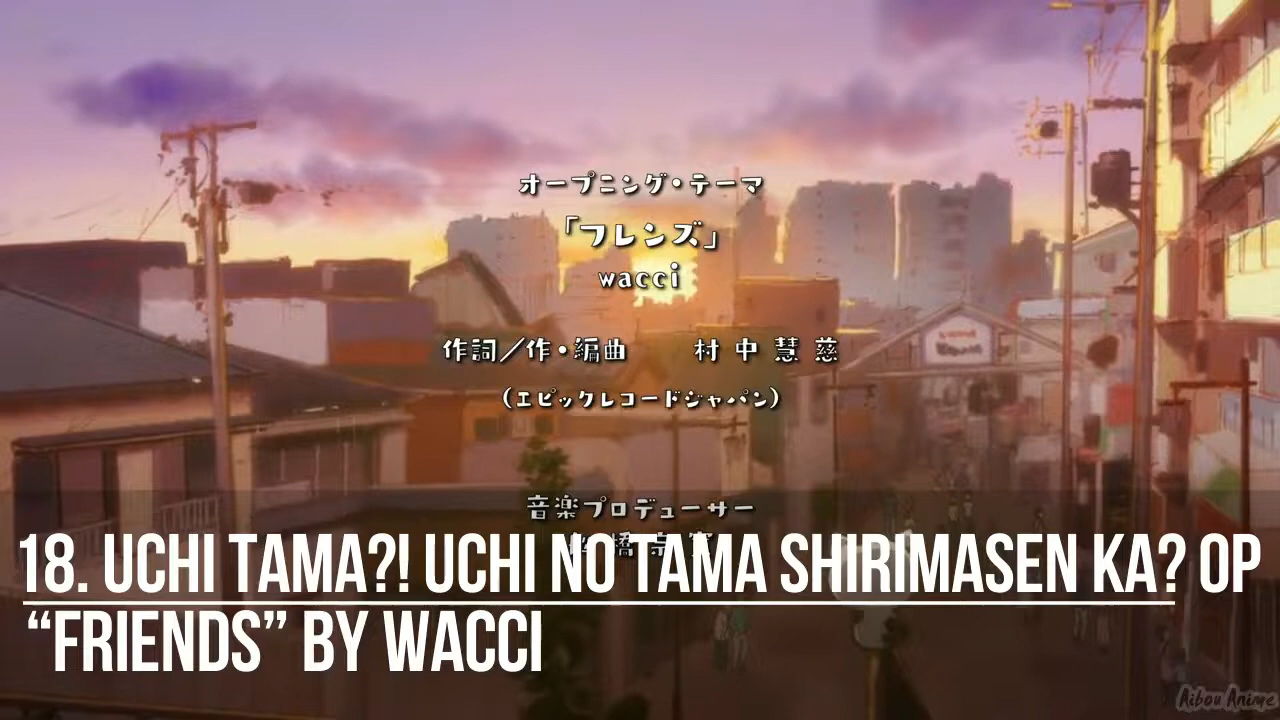 オープニング・テーマ
「フレンズ」
wacci
作詞／作・編曲　村中慧慈
（エピックレコードジャパン）
音楽プロデューサー
18. UCHI TAMA?! UCHI NO TAMA SHIRIMASEN KA? OP
“FRIENDS” BY WACCI
Aibou Anime